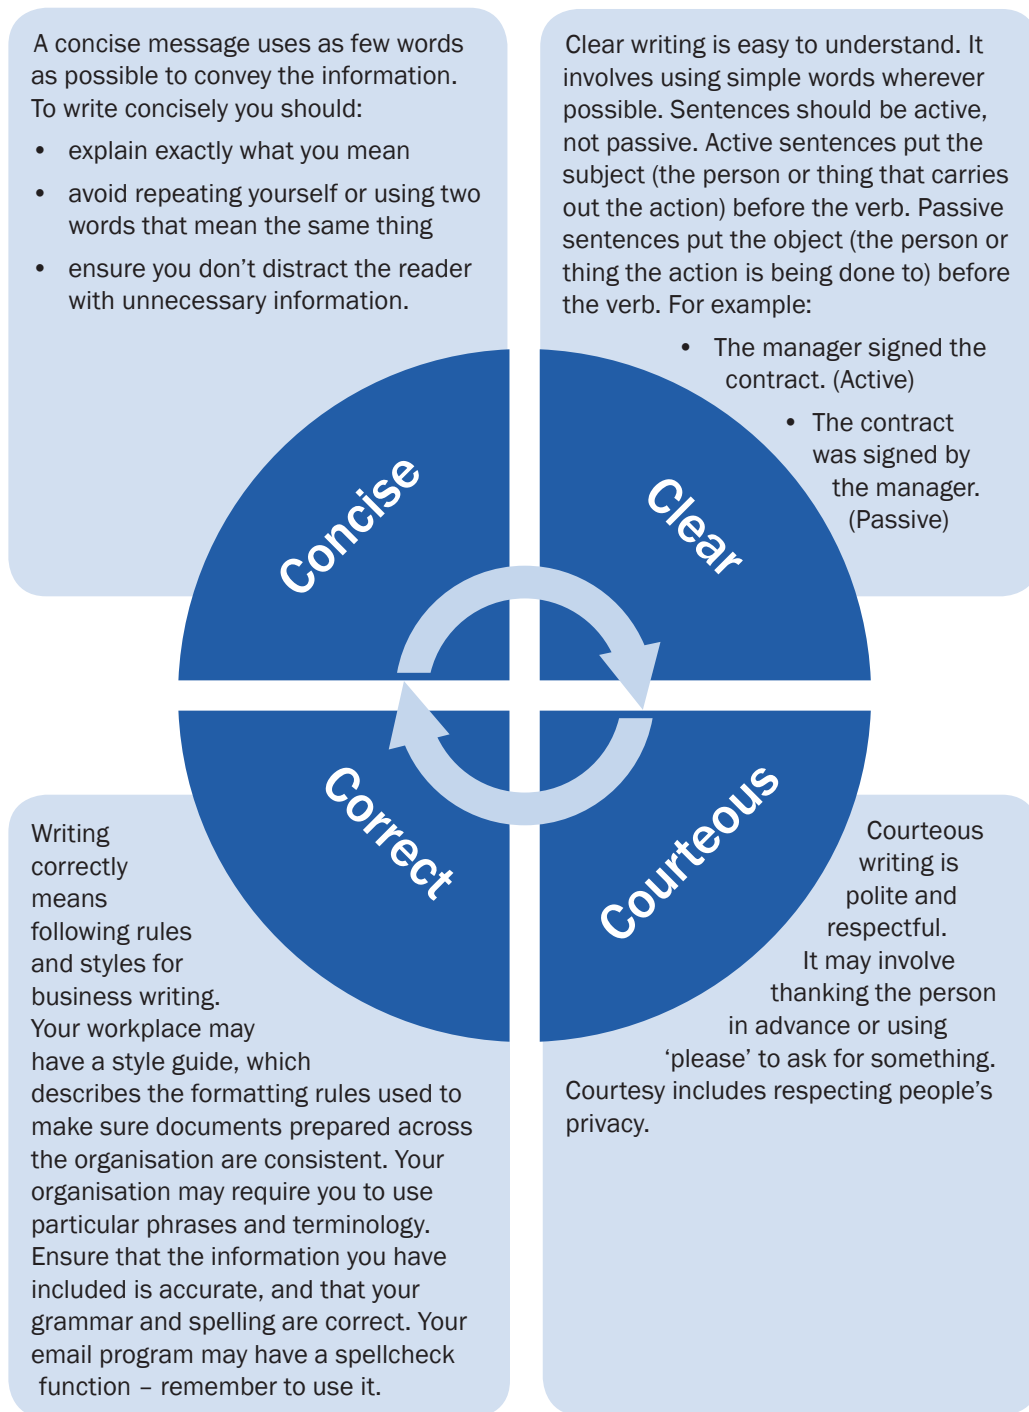 A concise message uses as few words
as possible to convey the information.
To write concisely you should:
• explain exactly what you mean
• avoid repeating yourself or using two
words that mean the same thing
• ensure you don’t distract the reader
with unnecessary information.
Concise
Clear writing is easy to understand. It
involves using simple words wherever
possible. Sentences should be active,
not passive. Active sentences put the
subject (the person or thing that carries
out the action) before the verb. Passive
sentences put the object (the person or
thing the action is being done to) before
the verb. For example:
• The manager signed the
contract. (Active)
• The contract
was signed by
the manager.
(Passive)
Clear
Correct
Writing
correctly
means
following rules
and styles for
business writing.
Your workplace may
have a style guide, which
describes the formatting rules used to
make sure documents prepared across
the organisation are consistent. Your
organisation may require you to use
particular phrases and terminology.
Ensure that the information you have
included is accurate, and that your
grammar and spelling are correct. Your
email program may have a spellcheck
function – remember to use it.
Courteous
Courteous
writing is
polite and
respectful.
It may involve
thanking the person
in advance or using
‘please’ to ask for something.
Courtesy includes respecting people’s
privacy.